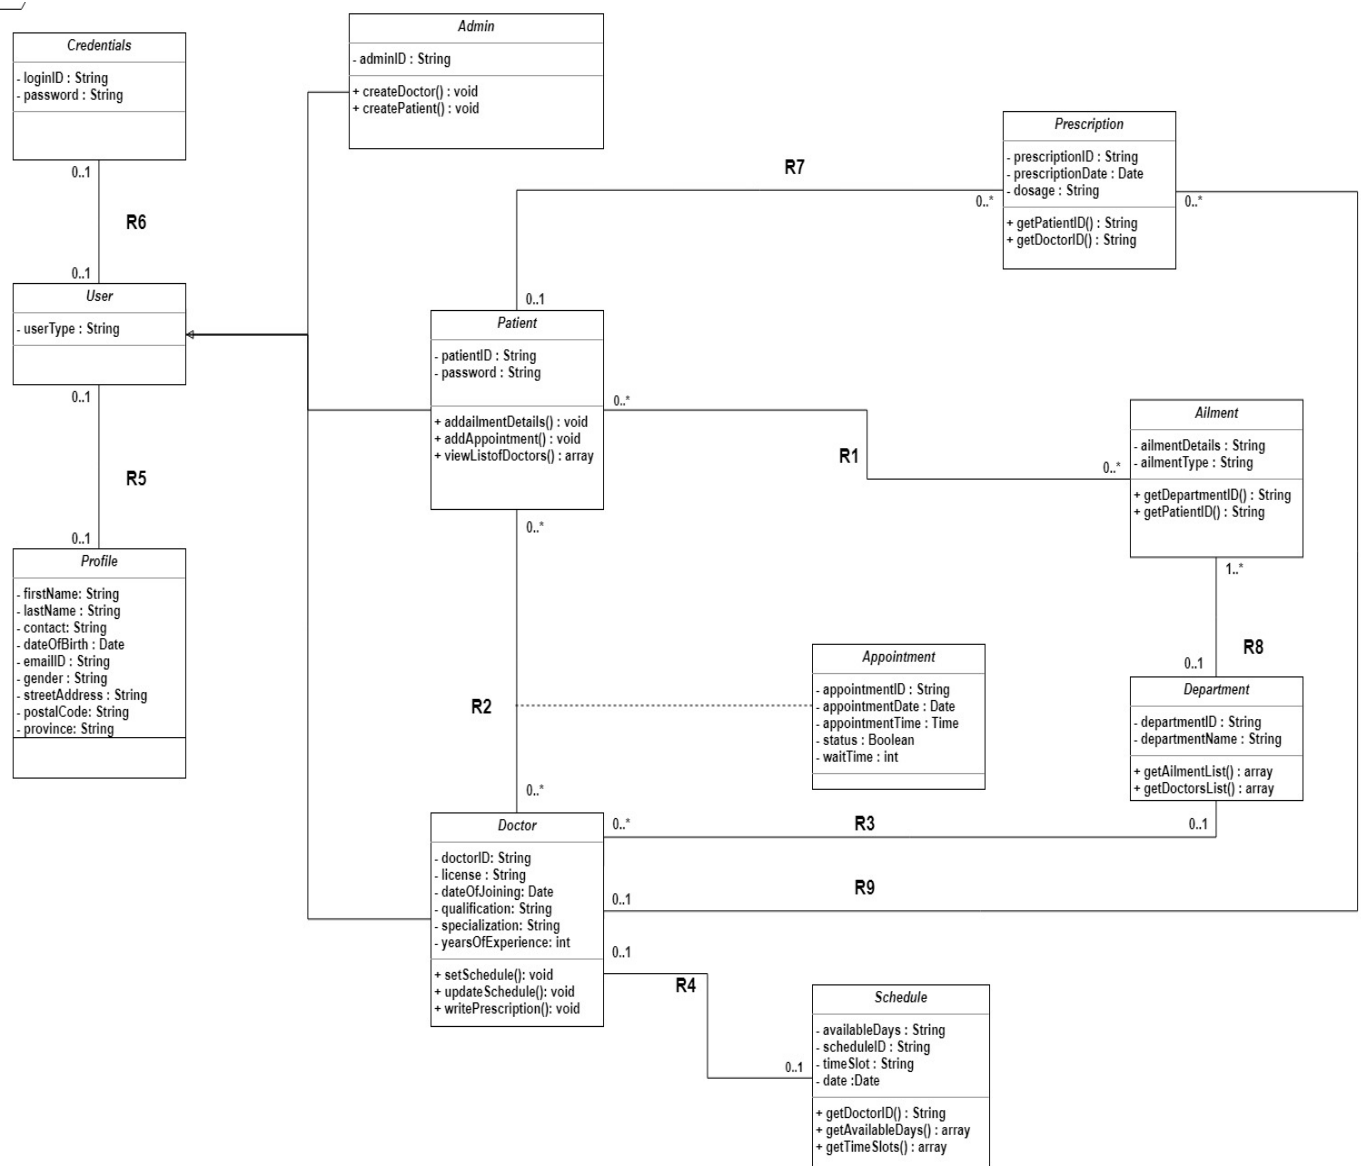 Credentials
- loginID : String
- password : String
0..1
R6
0..1
User
- userType : String
0..1
R5
0..1
Profile
- firstName: String
- lastName : String
- contact: String
- dateOfBirth : Date
- emailID : String
- gender : String
- streetAddress : String
- postalCode: String
- province: String
Admin
- adminID : String
+ createDoctor() : void
+ createPatient() : void
R7
0..*
0..1
Prescription
- prescriptionID : String
- prescriptionDate : Date
- dosage : String
+ getPatientID() : String
+ getDoctorID() : String
0..*
Patient
- patientID : String
- password : String
+ addailmentDetails() : void
+ addAppointment() : void
+ viewListofDoctors() : array
0..*
R1
0..*
Ailment
- ailmentDetails : String
- ailmentType : String
+ getDepartmentID() : String
+ getPatientID() : String
1..*
R8
0..1
Department
- departmentID : String
- departmentName : String
+ getAilmentList() : array
+ getDoctorsList() : array
0..1
0..*
R2
0..*
Appointment
- appointmentID : String
- appointmentDate : Date
- appointmentTime : Time
- status : Boolean
- waitTime : int
Doctor
- doctorID: String
- license : String
- dateOfJoining: Date
- qualification: String
- specialization: String
- yearsOfExperience: int
+ setSchedule(): void
+ updateSchedule(): void
+ writePrescription(): void
0..*
R3
R9
0..1
0..1
R4
0..1
Schedule
- availableDays : String
- scheduleID : String
- timeSlot : String
- date :Date
+ getDoctorID() : String
+ getAvailableDays() : array
+ getTimeSlots() : array